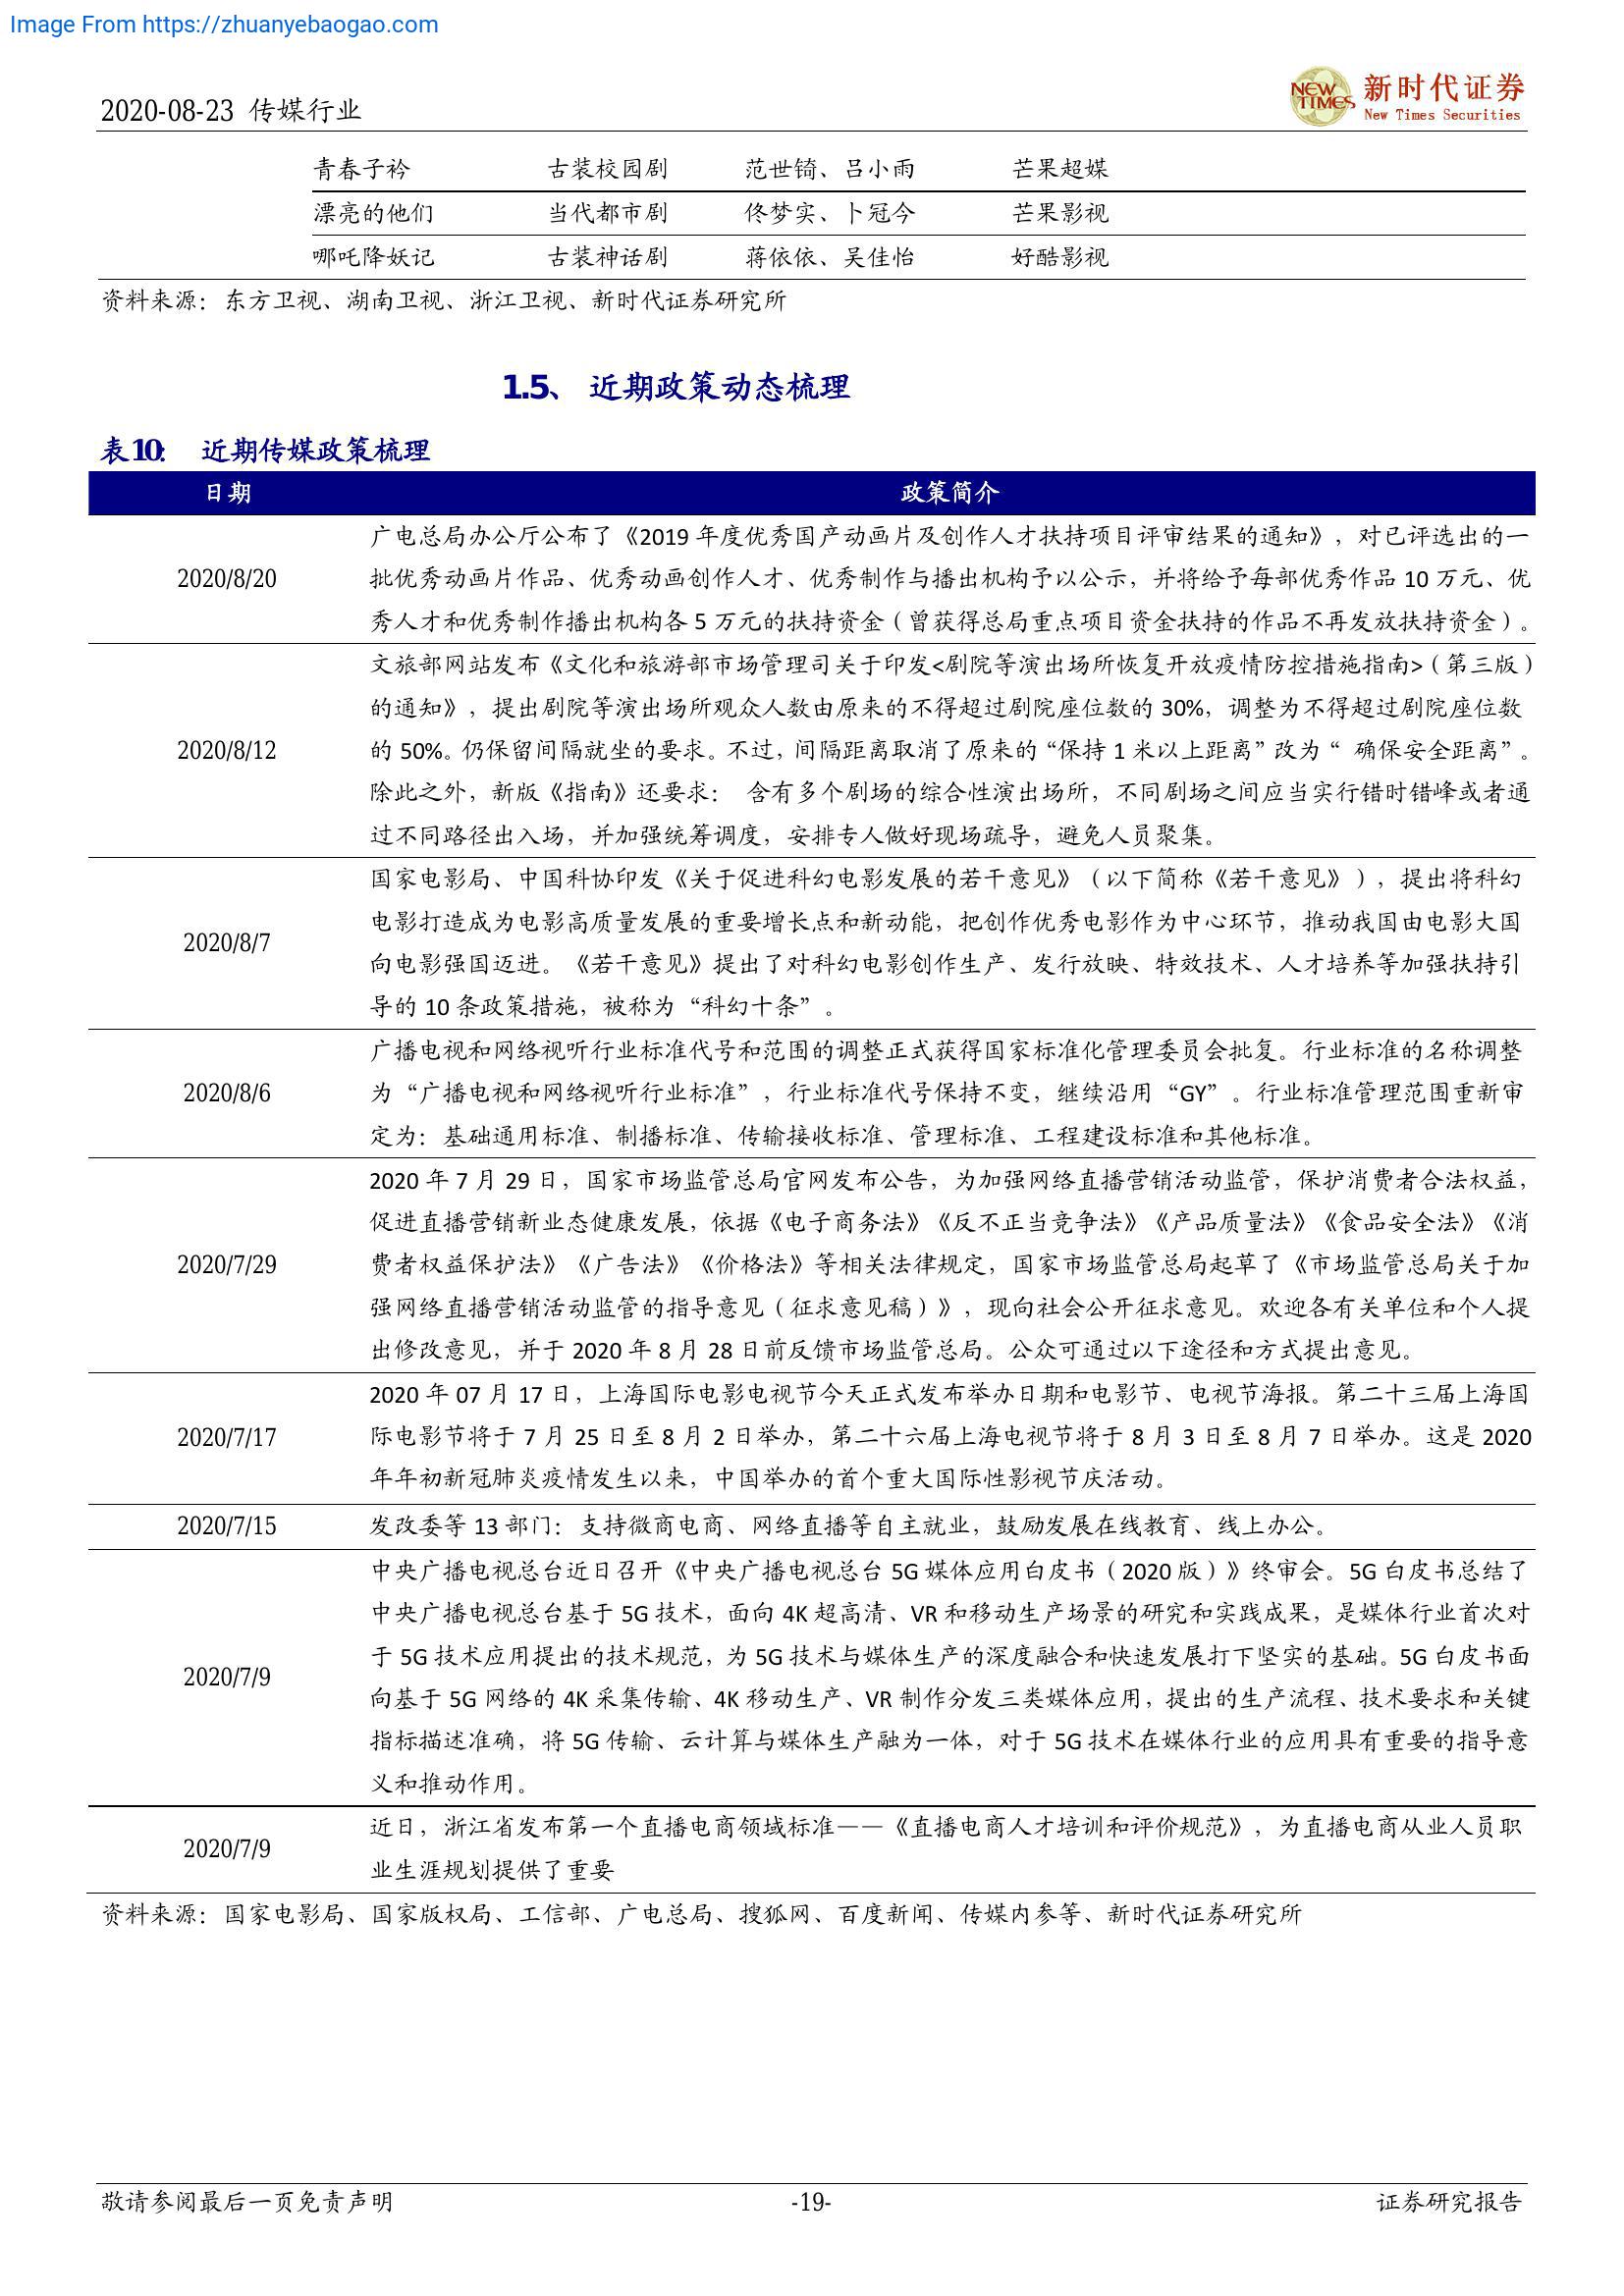 Image From https://zhuanyebaogao.com
2020-08-23 传媒行业
NEW TIMES
新时代证券
New Times Securities
青春子衿 古装校园剧 范世锜、吕小雨 芒果超媒
漂亮的他们 当代都市剧 佟梦实、卜冠今 芒果影视
哪吒降妖记 古装神话剧 蒋依依、吴佳怡 好酷影视
资料来源：东方卫视、湖南卫视、浙江卫视、新时代证券研究所
1.5、 近期政策动态梳理
表10： 近期传媒政策梳理
日期 政策简介
2020/8/20
广电总局办公厅公布了《2019 年度优秀国产动画片及创作人才扶持项目评审结果的通知》，对已评选出的一
批优秀动画片作品、优秀动画创作人才、优秀制作与播出机构予以公示，并将给予每部优秀作品 10 万元、优
秀人才和优秀制作播出机构各 5 万元的扶持资金（曾获得总局重点项目资金扶持的作品不再发放扶持资金）。
2020/8/12
文旅部网站发布《文化和旅游部市场管理司关于印发<剧院等演出场所恢复开放疫情防控措施指南>（第三版）
的通知》，提出剧院等演出场所观众人数由原来的不得超过剧院座位数的 30%，调整为不得超过剧院座位数
的 50%。仍保留间隔就坐的要求。不过，间隔距离取消了原来的“保持 1 米以上距离”改为“ 确保安全距离”。
除此之外，新版《指南》还要求： 含有多个剧场的综合性演出场所，不同剧场之间应当实行错时错峰或者通
过不同路径出入场，并加强统筹调度，安排专人做好现场疏导，避免人员聚集。
2020/8/7
国家电影局、中国科协印发《关于促进科幻电影发展的若干意见》（以下简称《若干意见》），提出将科幻
电影打造成为电影高质量发展的重要增长点和新动能，把创作优秀电影作为中心环节，推动我国由电影大国
向电影强国迈进。《若干意见》提出了对科幻电影创作生产、发行放映、特效技术、人才培养等加强扶持引
导的 10 条政策措施，被称为“科幻十条”。
2020/8/6
广播电视和网络视听行业标准代号和范围的调整正式获得国家标准化管理委员会批复。行业标准的名称调整
为“广播电视和网络视听行业标准”，行业标准代号保持不变，继续沿用“GY”。行业标准管理范围重新审
定为：基础通用标准、制播标准、传输接收标准、管理标准、工程建设标准和其他标准。
2020/7/29
2020 年 7 月 29 日，国家市场监管总局官网发布公告，为加强网络直播营销活动监管，保护消费者合法权益，
促进直播营销新业态健康发展，依据《电子商务法》《反不正当竞争法》《产品质量法》《食品安全法》《消
费者权益保护法》《广告法》《价格法》等相关法律规定，国家市场监管总局起草了《市场监管总局关于加
强网络直播营销活动监管的指导意见（征求意见稿）》，现向社会公开征求意见。欢迎各有关单位和个人提
出修改意见，并于 2020 年 8 月 28 日前反馈市场监管总局。公众可通过以下途径和方式提出意见。
2020/7/17
2020 年 07 月 17 日，上海国际电影电视节今天正式发布举办日期和电影节、电视节海报。第二十三届上海国
际电影节将于 7 月 25 日至 8 月 2 日举办，第二十六届上海电视节将于 8 月 3 日至 8 月 7 日举办。这是 2020
年年初新冠肺炎疫情发生以来，中国举办的首个重大国际性影视节庆活动。
2020/7/15 发改委等 13 部门：支持微商电商、网络直播等自主就业，鼓励发展在线教育、线上办公。
2020/7/9
中央广播电视总台近日召开《中央广播电视总台 5G 媒体应用白皮书（2020 版）》终审会。5G 白皮书总结了
中央广播电视总台基于 5G 技术，面向 4K 超高清、VR 和移动生产场景的研究和实践成果，是媒体行业首次对
于 5G 技术应用提出的技术规范，为 5G 技术与媒体生产的深度融合和快速发展打下坚实的基础。5G 白皮书面
向基于 5G 网络的 4K 采集传输、4K 移动生产、VR 制作分发三类媒体应用，提出的生产流程、技术要求和关键
指标描述准确，将 5G 传输、云计算与媒体生产融为一体，对于 5G 技术在媒体行业的应用具有重要的指导意
义和推动作用。
2020/7/9
近日，浙江省发布第一个直播电商领域标准——《直播电商人才培训和评价规范》，为直播电商从业人员职
业生涯规划提供了重要
资料来源：国家电影局、国家版权局、工信部、广电总局、搜狐网、百度新闻、传媒内参等、新时代证券研究所
敬请参阅最后一页免责声明 -19- 证券研究报告